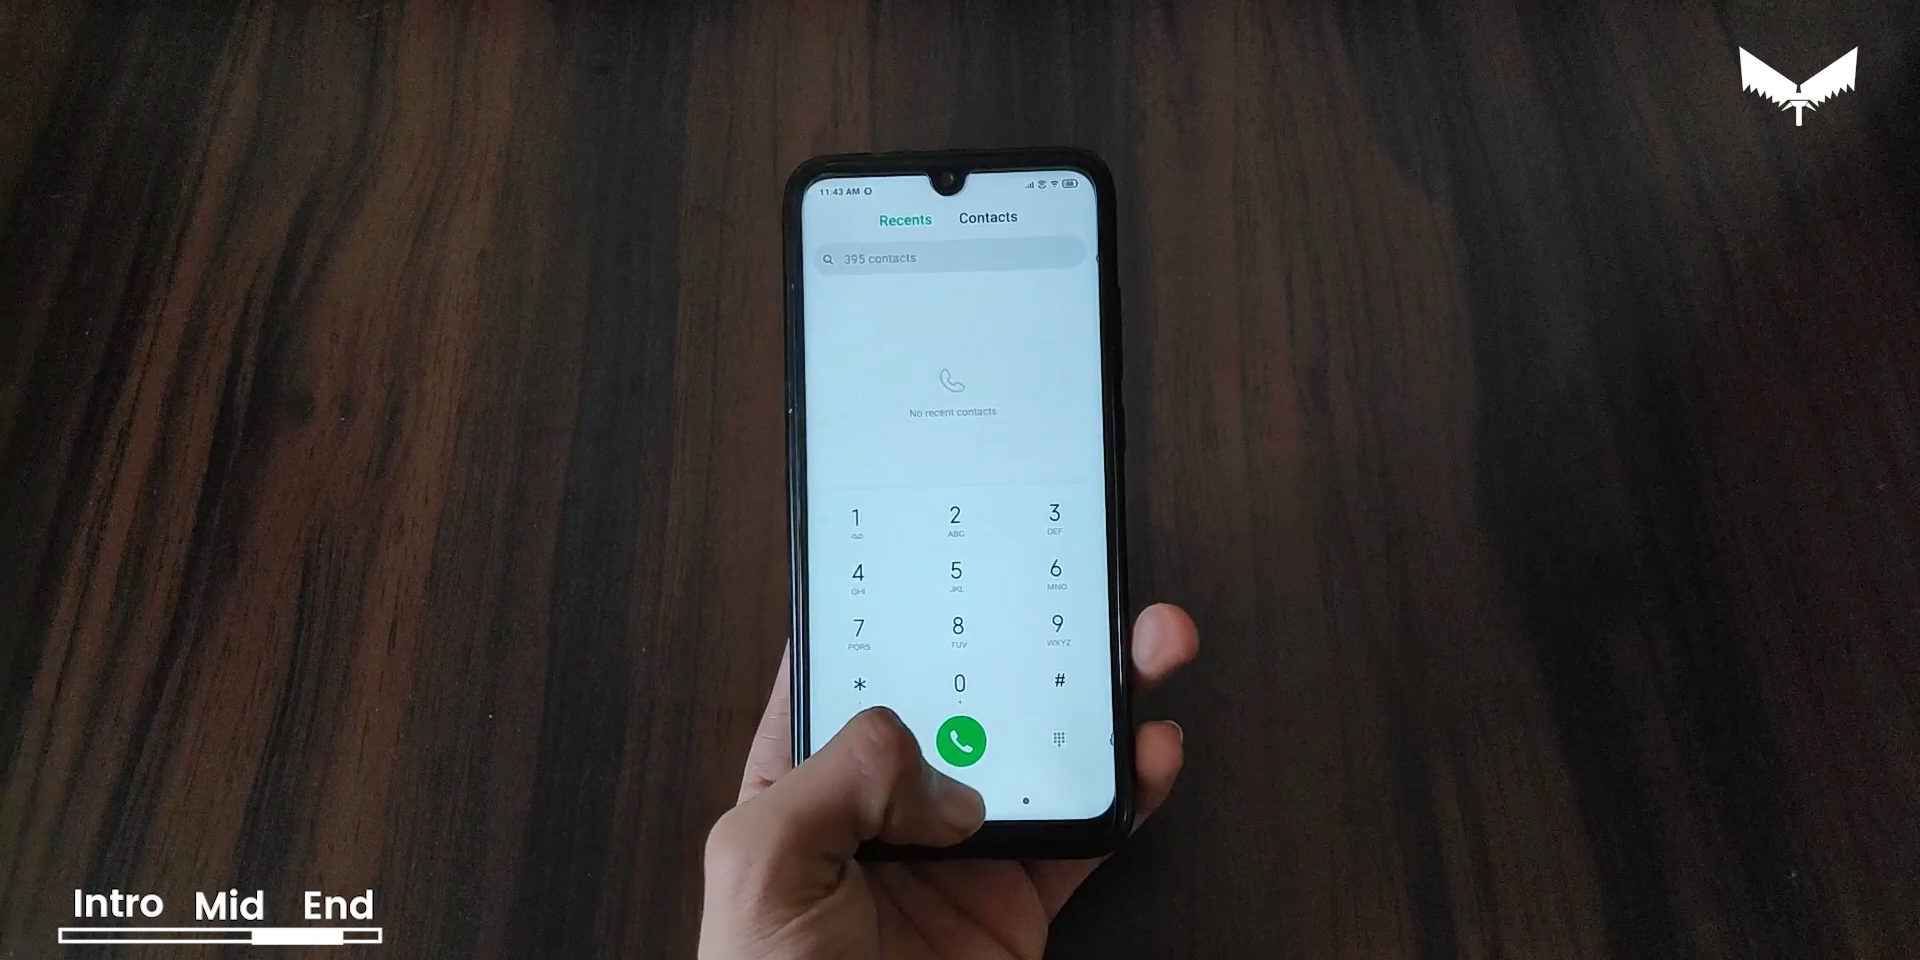 11:43 AM
Recents Contacts
395 contacts
No recent contacts
1 2 3
ABC DEF
4 5 6
GHI JKL MNO
7 8 9
PQRS TUV WXYZ
* 0 #
+
Intro Mid End